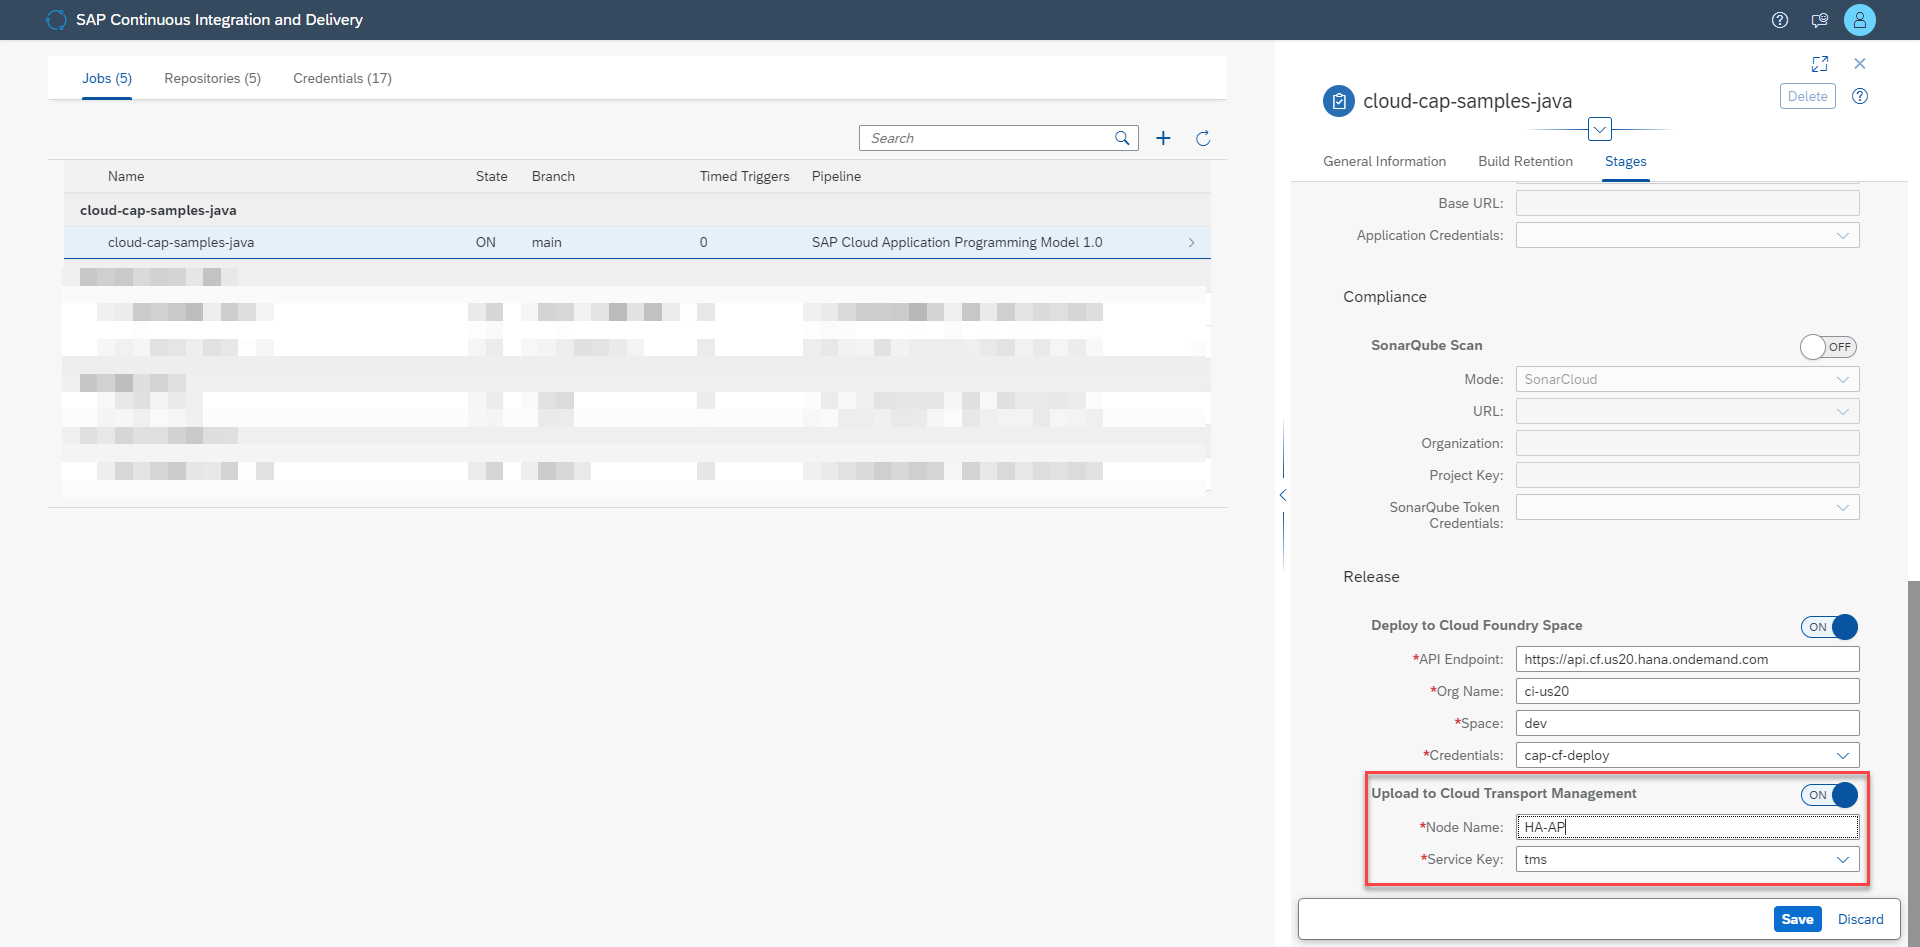 SAP Continuous Integration and Delivery
Jobs (5) Repositories (5) Credentials (17)
Search
Name State Branch Timed Triggers Pipeline
cloud-cap-samples-java
cloud-cap-samples-java ON main 0 SAP Cloud Application Programming Model 1.0
cloud-cap-samples-java
Delete
General Information Build Retention Stages
Base URL:
Application Credentials:
Compliance
SonarQube Scan OFF
Mode: SonarCloud
URL:
Organization:
Project Key:
SonarQube Token
Credentials:
Release
Deploy to Cloud Foundry Space ON
*API Endpoint: https://api.cf.us20.hana.ondemand.com
*Org Name: ci-us20
*Space: dev
*Credentials: cap-cf-deploy
Upload to Cloud Transport Management ON
*Node Name: HA-AP
*Service Key: tms
Save Discard